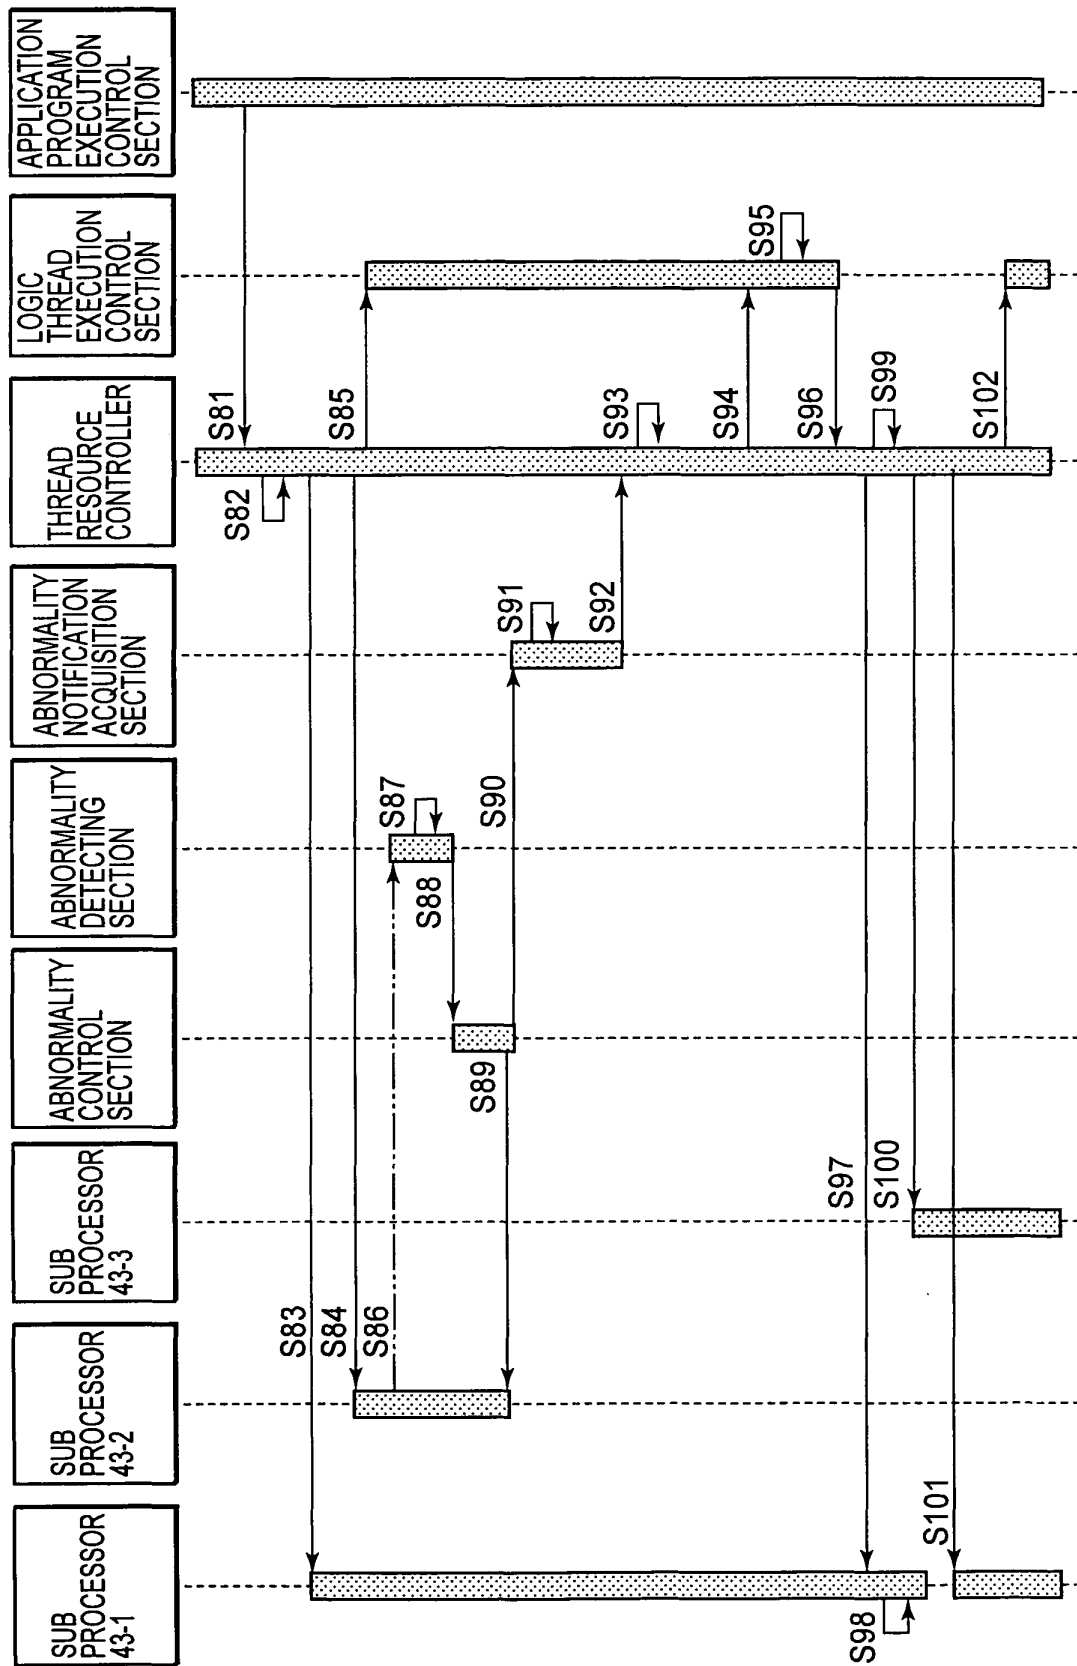 APPLICATION
PROGRAM
EXECUTION
CONTROL
SECTION
LOGIC
THREAD
EXECUTION
CONTROL
SECTION
THREAD
RESOURCE
CONTROLLER
ABNORMALITY
NOTIFICATION
ACQUISITION
SECTION
ABNORMALITY
DETECTING
SECTION
ABNORMALITY
CONTROL
SECTION
SUB
PROCESSOR
43-3
SUB
PROCESSOR
43-2
SUB
PROCESSOR
43-1
S81
S82
S83
S84
S85
S86
S87
S88
S89
S90
S91
S92
S93
S94
S95
S96
S97
S98
S99
S100
S101
S102